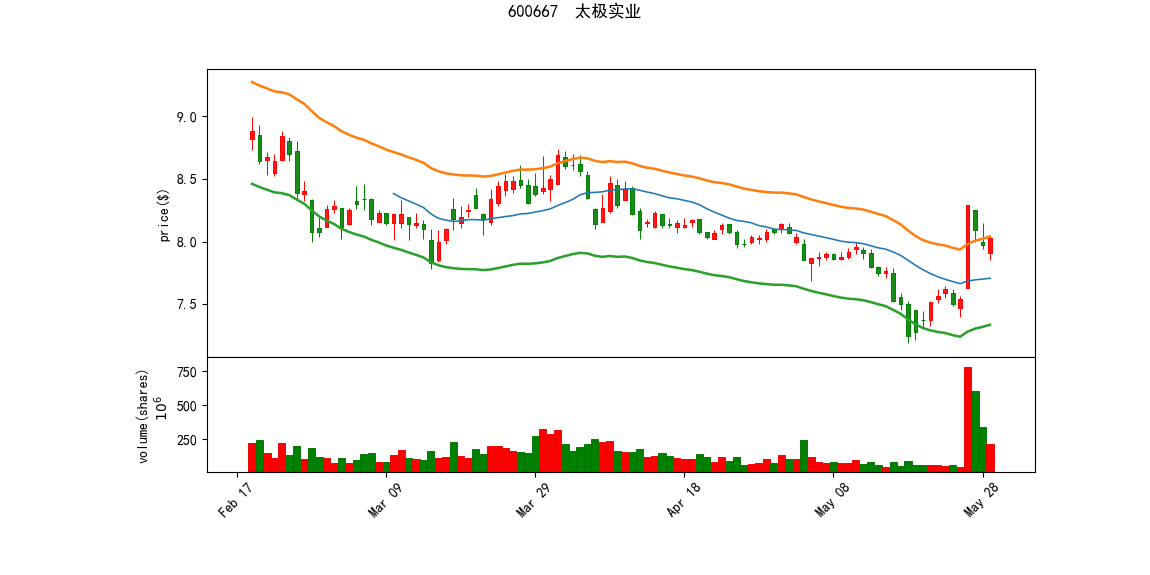 600667 太极实业
price($)
9.0
8.5
8.0
7.5
volume(shares)
10^6
750
500
250
Feb 17
Mar 09
Mar 29
Apr 18
May 08
May 28